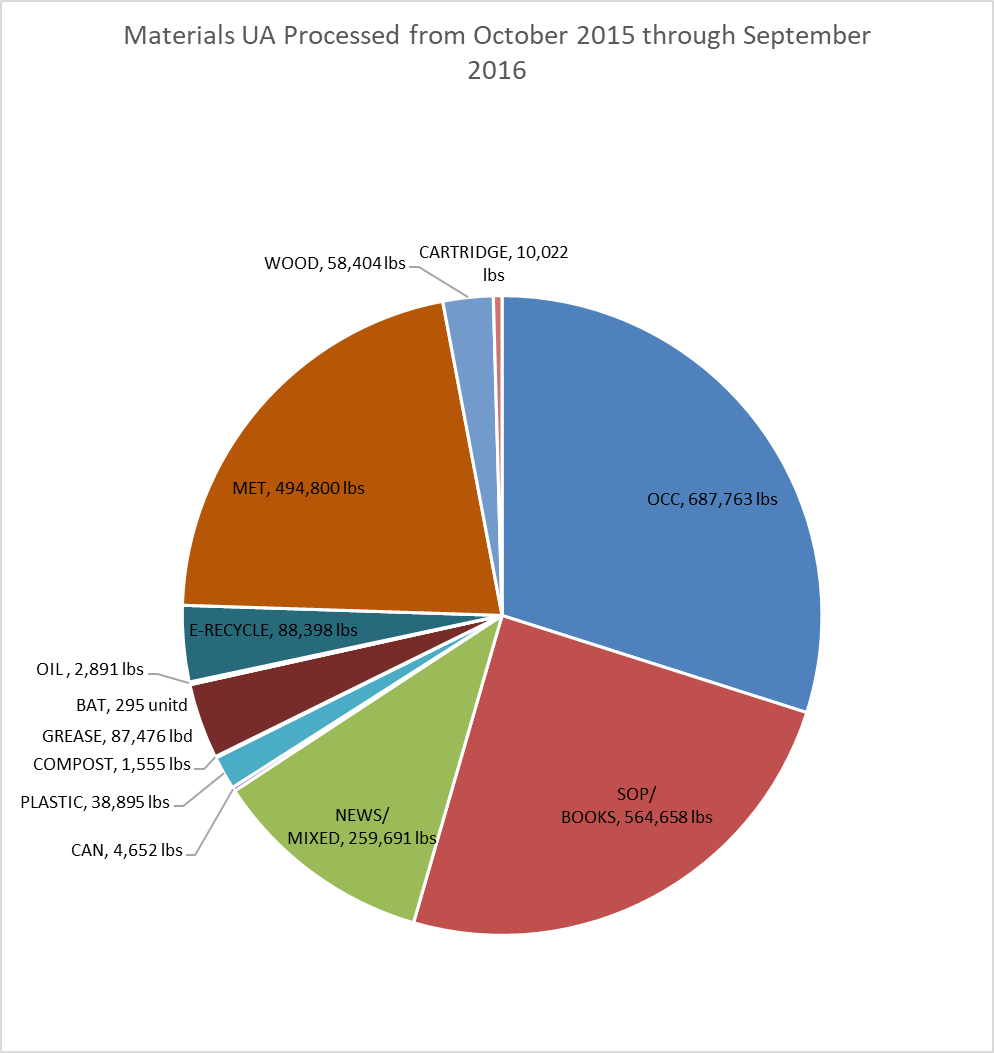 Materials UA Processed from October 2015 through September
2016
CARTRIDGE, 10,022
lbs
WOOD, 58,404 lbs
MET, 494,800 lbs
OCC, 687,763 lbs
E-RECYCLE, 88,398 lbs
OIL , 2,891 lbs
BAT, 295 unitd
GREASE, 87,476 lbd
COMPOST, 1,555 lbs
PLASTIC, 38,895 lbs
CAN, 4,652 lbs
NEWS/
MIXED, 259,691 lbs
SOP/
BOOKS, 564,658 lbs